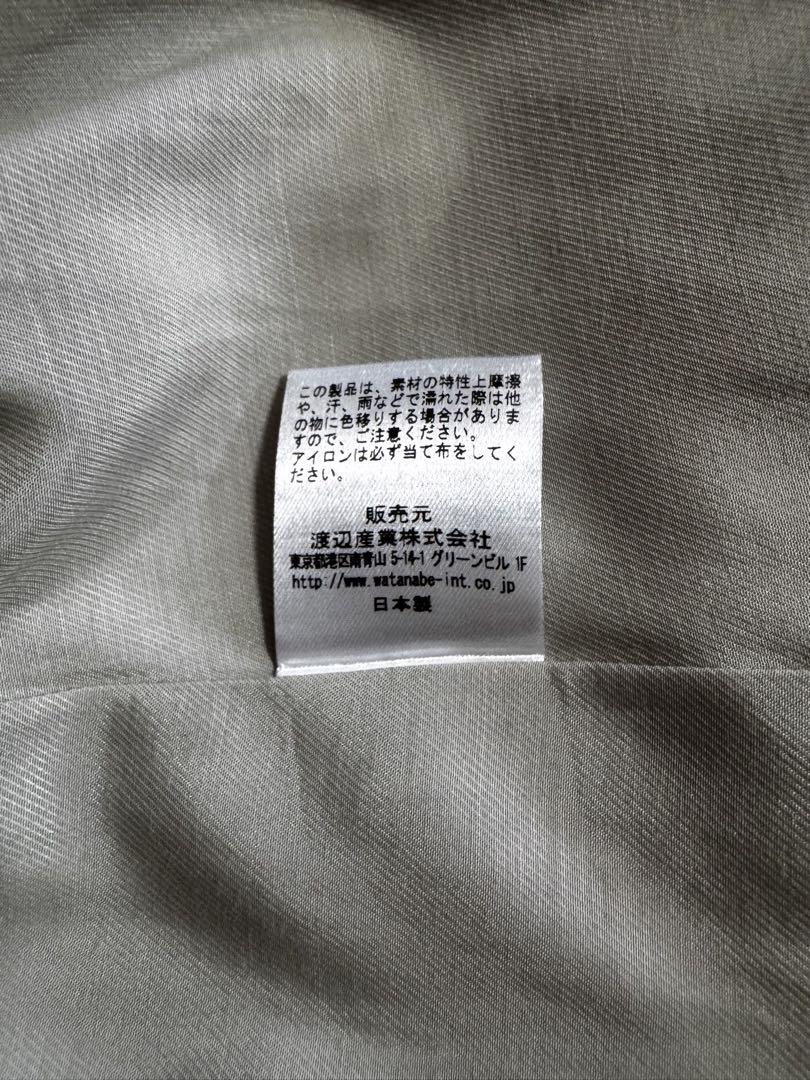 この製品は、素材の特性上摩擦
や、汗、雨などで濡れた際は他
の物に色移りする場合がありま
すので、ご注意ください。
アイロンは必ず当て布をしてく
ださい。
販売元
渡辺産業株式会社
東京都港区南青山 5-14-1 グリーンビル 1F
http://www.watanabe-int.co.jp
日本製